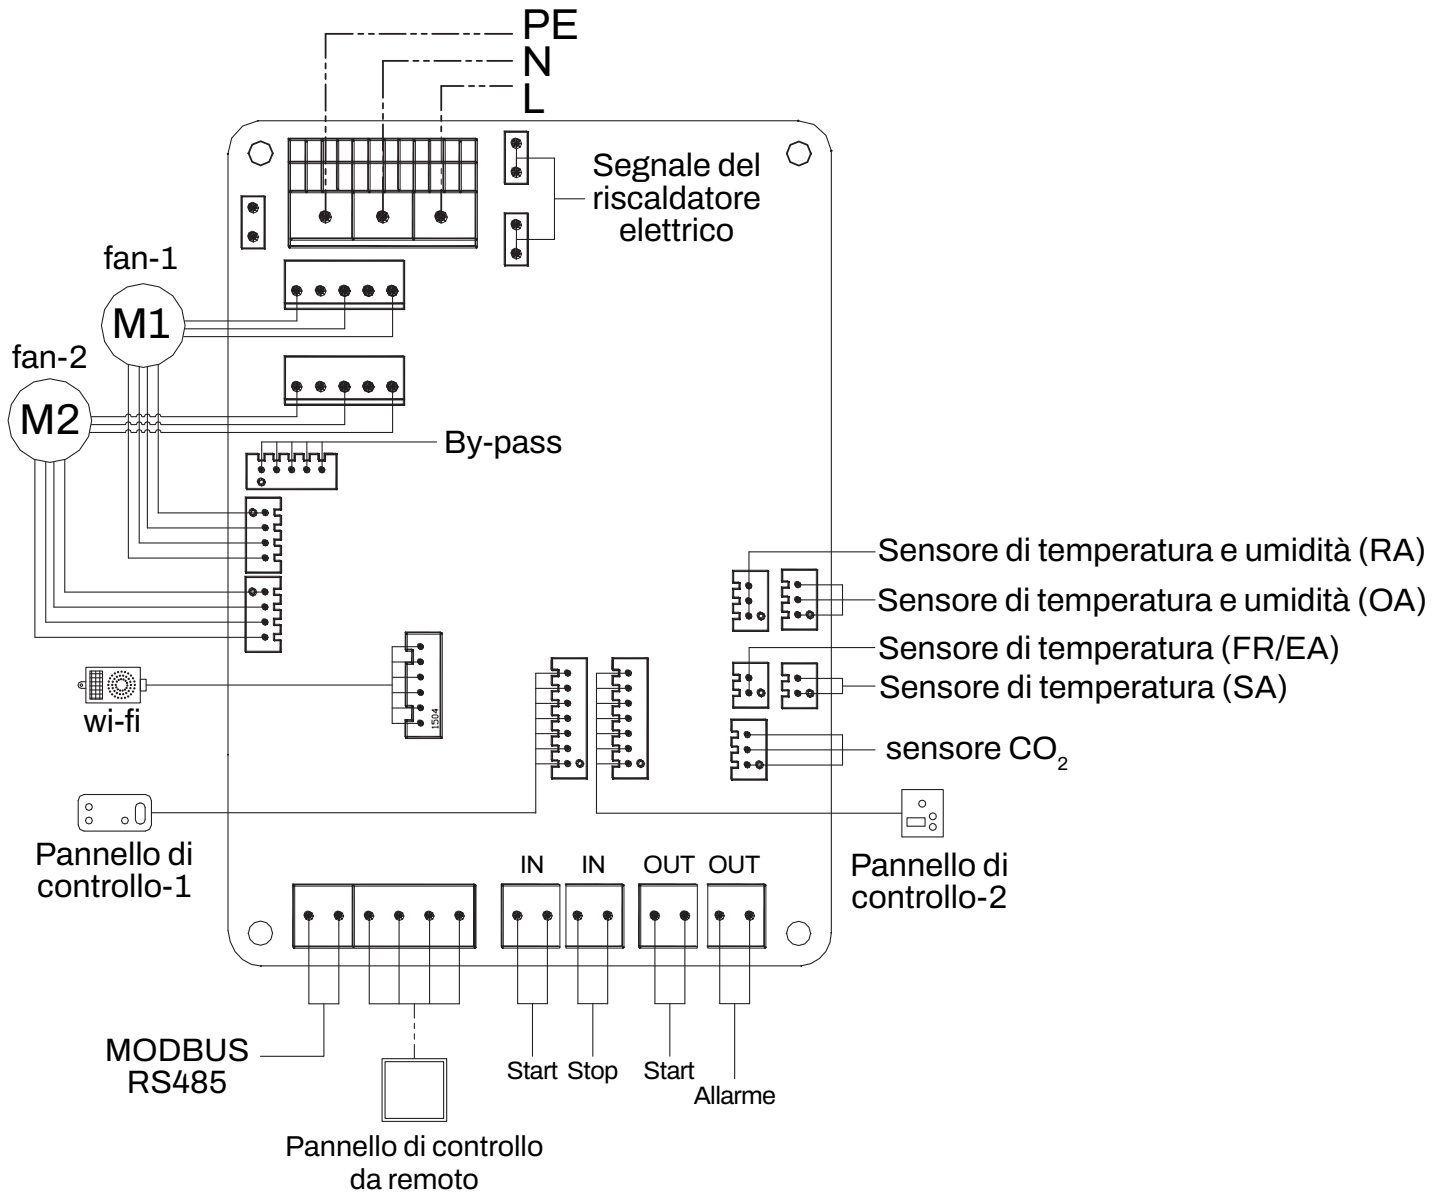 PE
N
L
Segnale del
riscaldatore
elettrico
fan-1
M1
fan-2
M2
By-pass
Sensore di temperatura e umidità (RA)
Sensore di temperatura e umidità (OA)
Sensore di temperatura (FR/EA)
Sensore di temperatura (SA)
wi-fi
1504
sensore CO₂
Pannello di
controllo-1
IN IN OUT OUT
Pannello di
controllo-2
MODBUS
RS485
Start Stop Start
Allarme
Pannello di controllo
da remoto